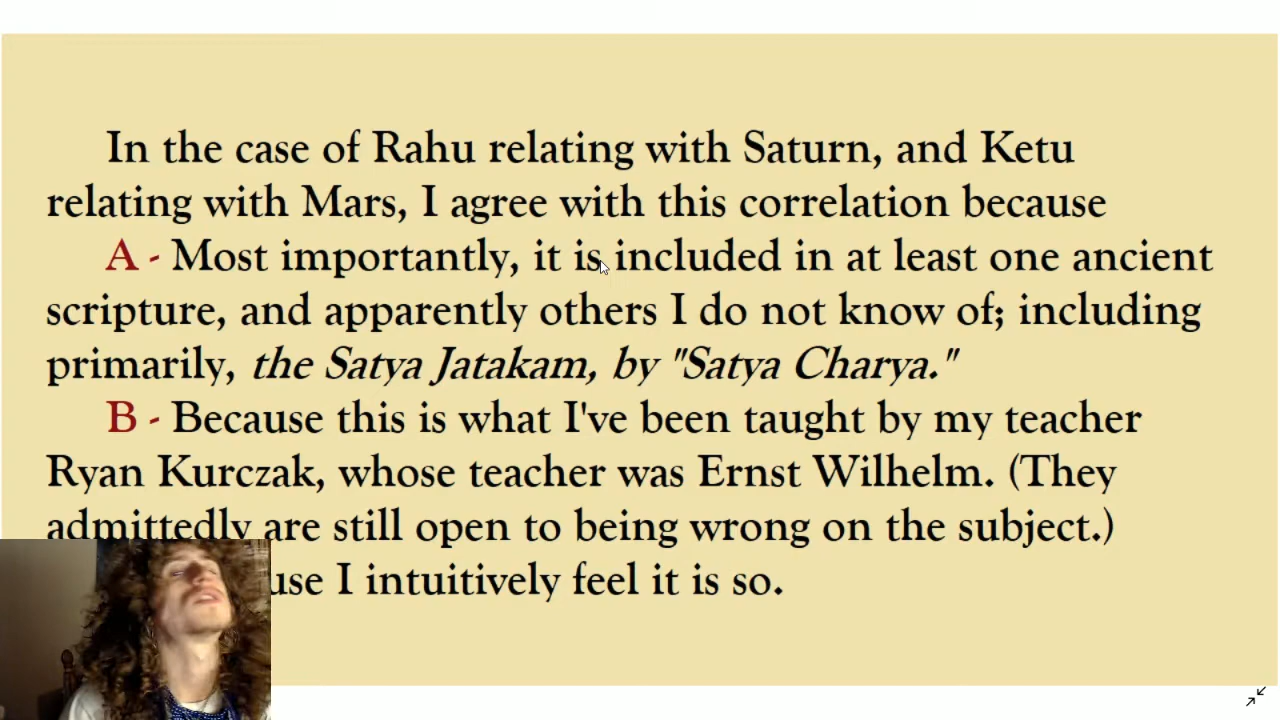 In the case of Rahu relating with Saturn, and Ketu
relating with Mars, I agree with this correlation because
A - Most importantly, it is included in at least one ancient
scripture, and apparently others I do not know of; including
primarily, the Satya Jatakam, by "Satya Charya."
B - Because this is what I've been taught by my teacher
Ryan Kurczak, whose teacher was Ernst Wilhelm. (They
admittedly are still open to being wrong on the subject.)
I intuitively feel it is so.